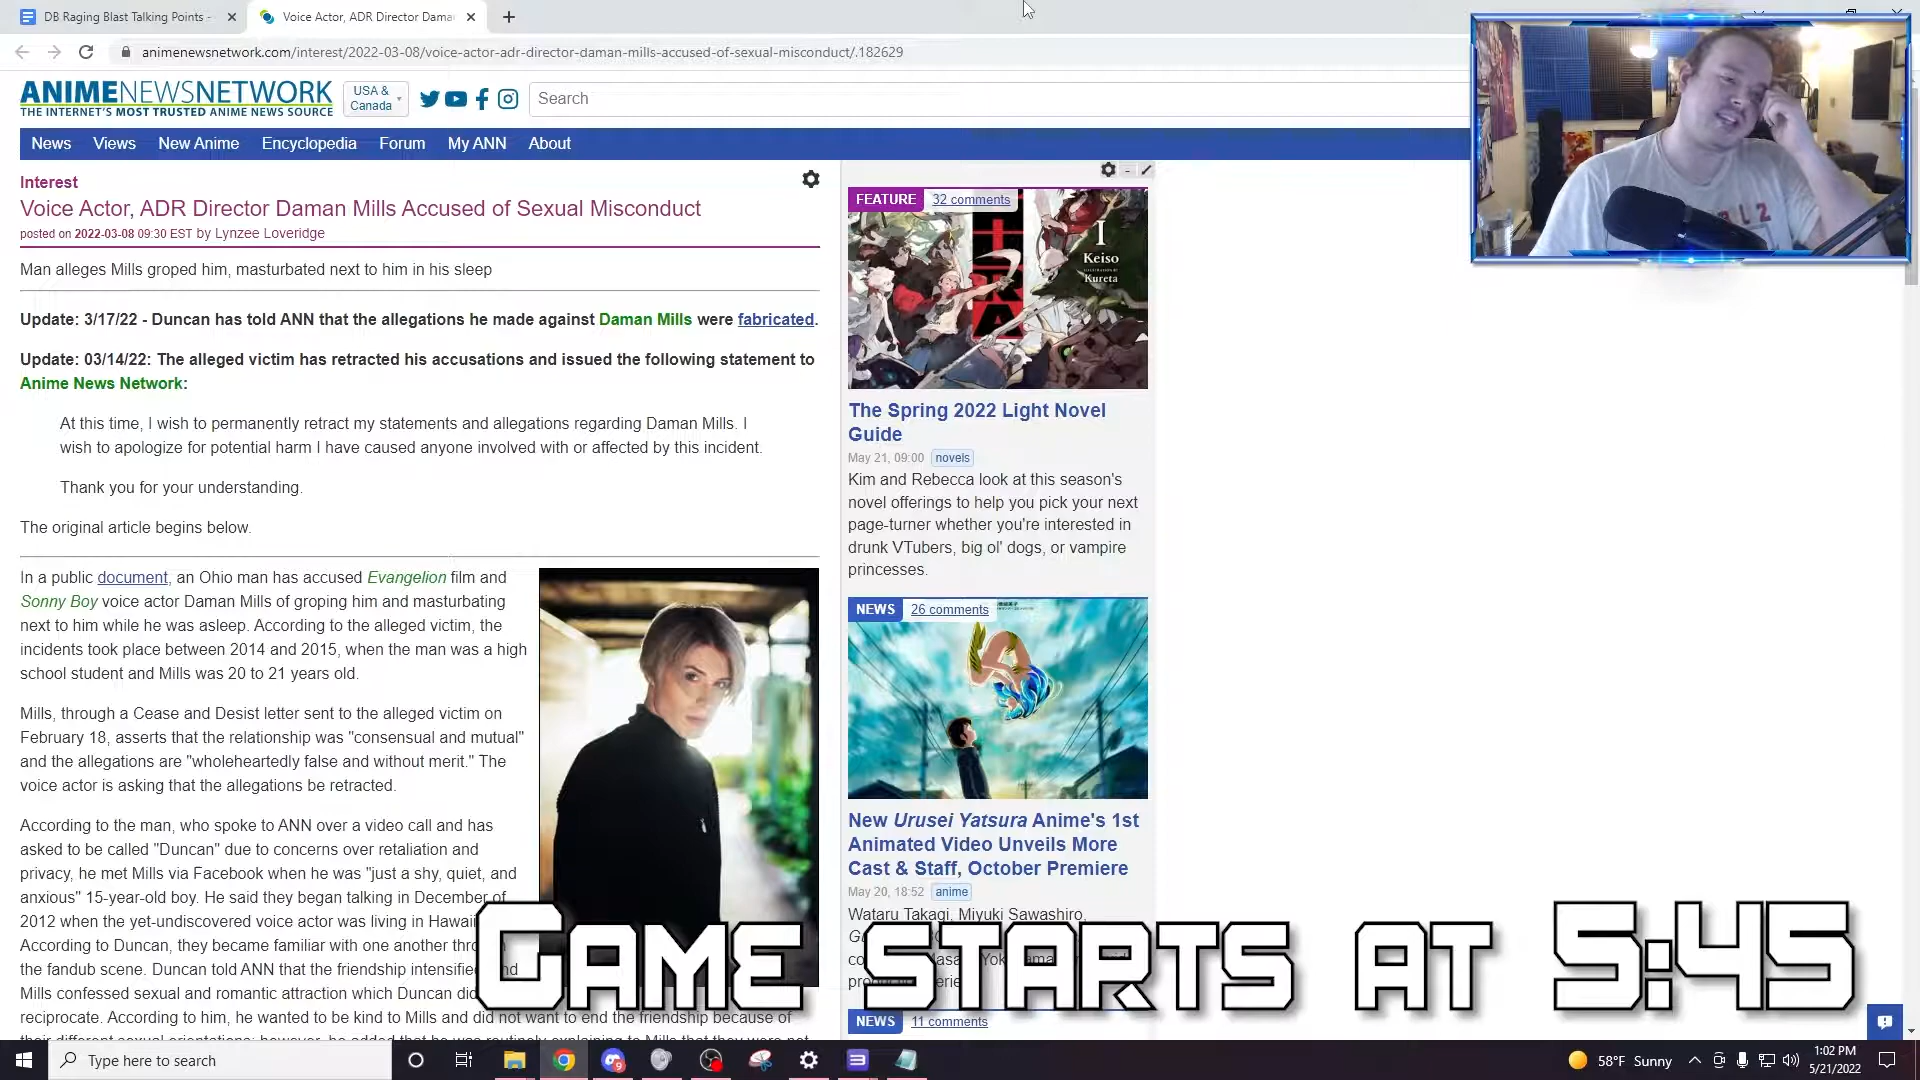 DB Raging Blast Talking Points -
Voice Actor, ADR Director Dama
animenewsnetwork.com/interest/2022-03-08/voice-actor-adr-director-daman-mills-accused-of-sexual-misconduct/.182629
ANIMENEWSNETWORK
THE INTERNET'S MOST TRUSTED ANIME NEWS SOURCE
USA &
Canada
Search
News Views New Anime Encyclopedia Forum My ANN About
Interest
Voice Actor, ADR Director Daman Mills Accused of Sexual Misconduct
posted on 2022-03-08 09:30 EST by Lynzee Loveridge
Man alleges Mills groped him, masturbated next to him in his sleep
Update: 3/17/22 - Duncan has told ANN that the allegations he made against Daman Mills were fabricated.
Update: 03/14/22: The alleged victim has retracted his accusations and issued the following statement to
Anime News Network:
At this time, I wish to permanently retract my statements and allegations regarding Daman Mills. I
wish to apologize for potential harm I have caused anyone involved with or affected by this incident.
Thank you for your understanding.
The original article begins below.
In a public document, an Ohio man has accused Evangelion film and
Sonny Boy voice actor Daman Mills of groping him and masturbating
next to him while he was asleep. According to the alleged victim, the
incidents took place between 2014 and 2015, when the man was a high
school student and Mills was 20 to 21 years old.
Mills, through a Cease and Desist letter sent to the alleged victim on
February 18, asserts that the relationship was "consensual and mutual"
and the allegations are "wholeheartedly false and without merit." The
voice actor is asking that the allegations be retracted.
According to the man, who spoke to ANN over a video call and has
asked to be called "Duncan" due to concerns over retaliation and
privacy, he met Mills via Facebook when he was "just a shy, quiet, and
anxious" 15-year-old boy. He said they began talking in December of
2012 when the yet-undiscovered voice actor was living in Hawaii
According to Duncan, they became familiar with one another
the fandub scene. Duncan told ANN that the friendship
Mills confessed sexual and romantic attraction which Duncan
reciprocate. According to him, he wanted to be kind to Mills and did not want to end the friendship because of
FEATURE 32 comments
I
Keiso
ILLUSTRATION BY
Kureta
The Spring 2022 Light Novel
Guide
May 21, 09:00 novels
Kim and Rebecca look at this season's
novel offerings to help you pick your next
page-turner whether you're interested in
drunk VTubers, big ol' dogs, or vampire
princesses.
NEWS 26 comments
New Urusei Yatsura Anime's 1st
Animated Video Unveils More
Cast & Staff, October Premiere
May 20, 18:52 anime
Wataru Takagi, Miyuki Sawashiro,
NEWS 11 comments
Game starts at 5:45
Type here to search
9
58°F Sunny
1:02 PM
5/21/2022